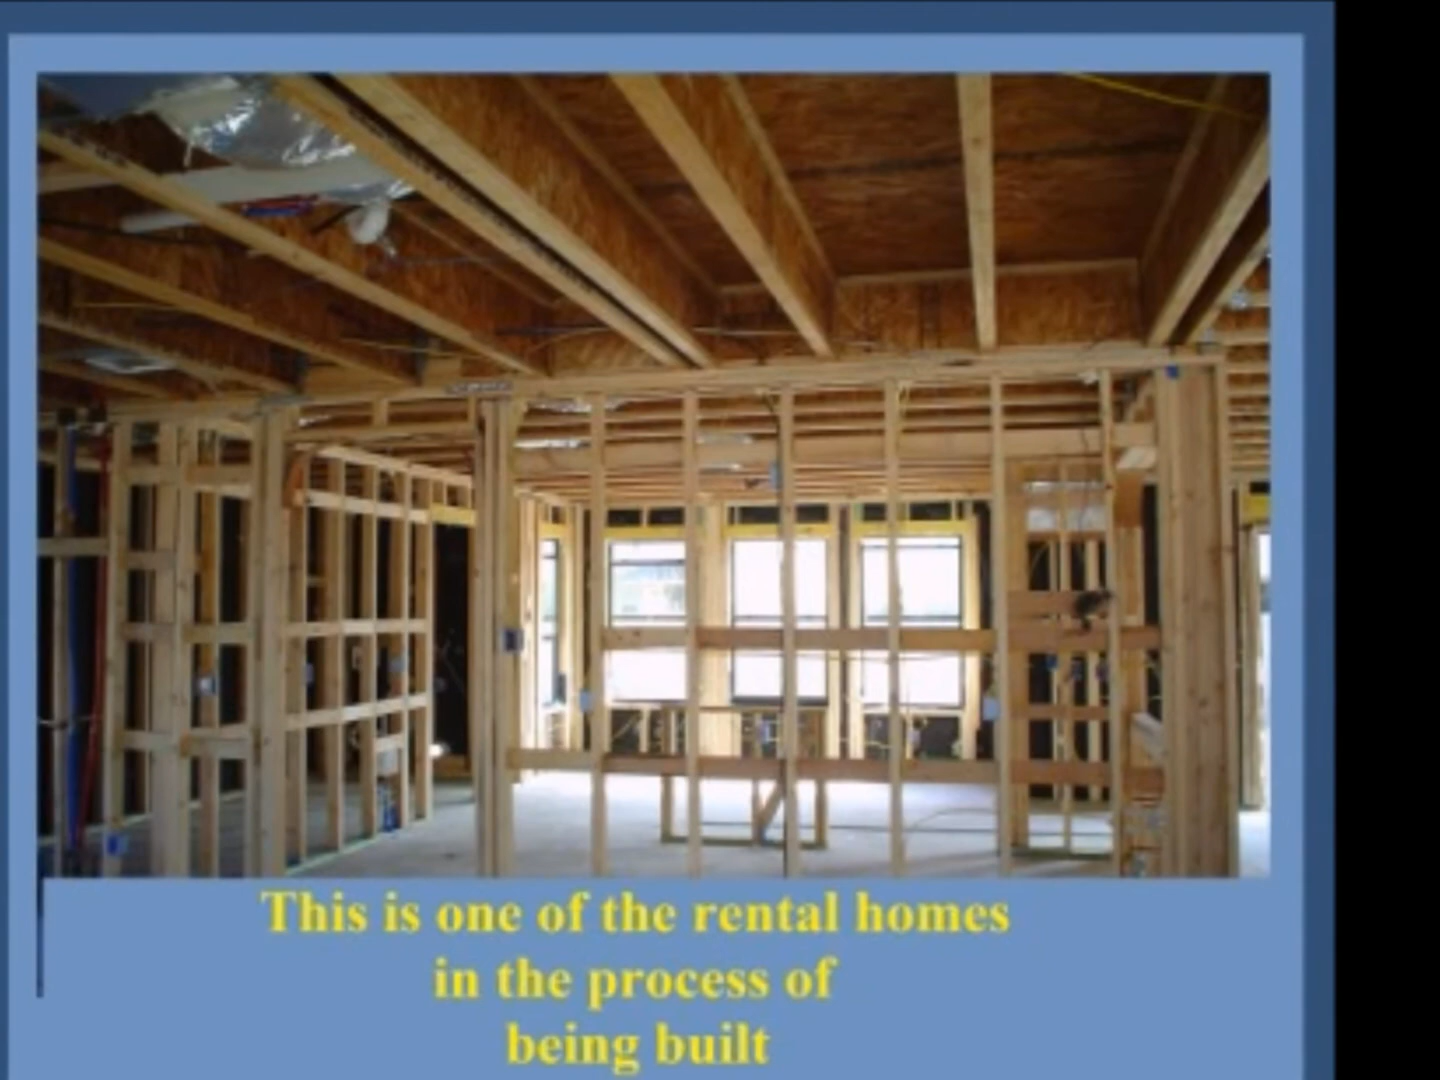 This is one of the rental homes
in the process of
being built